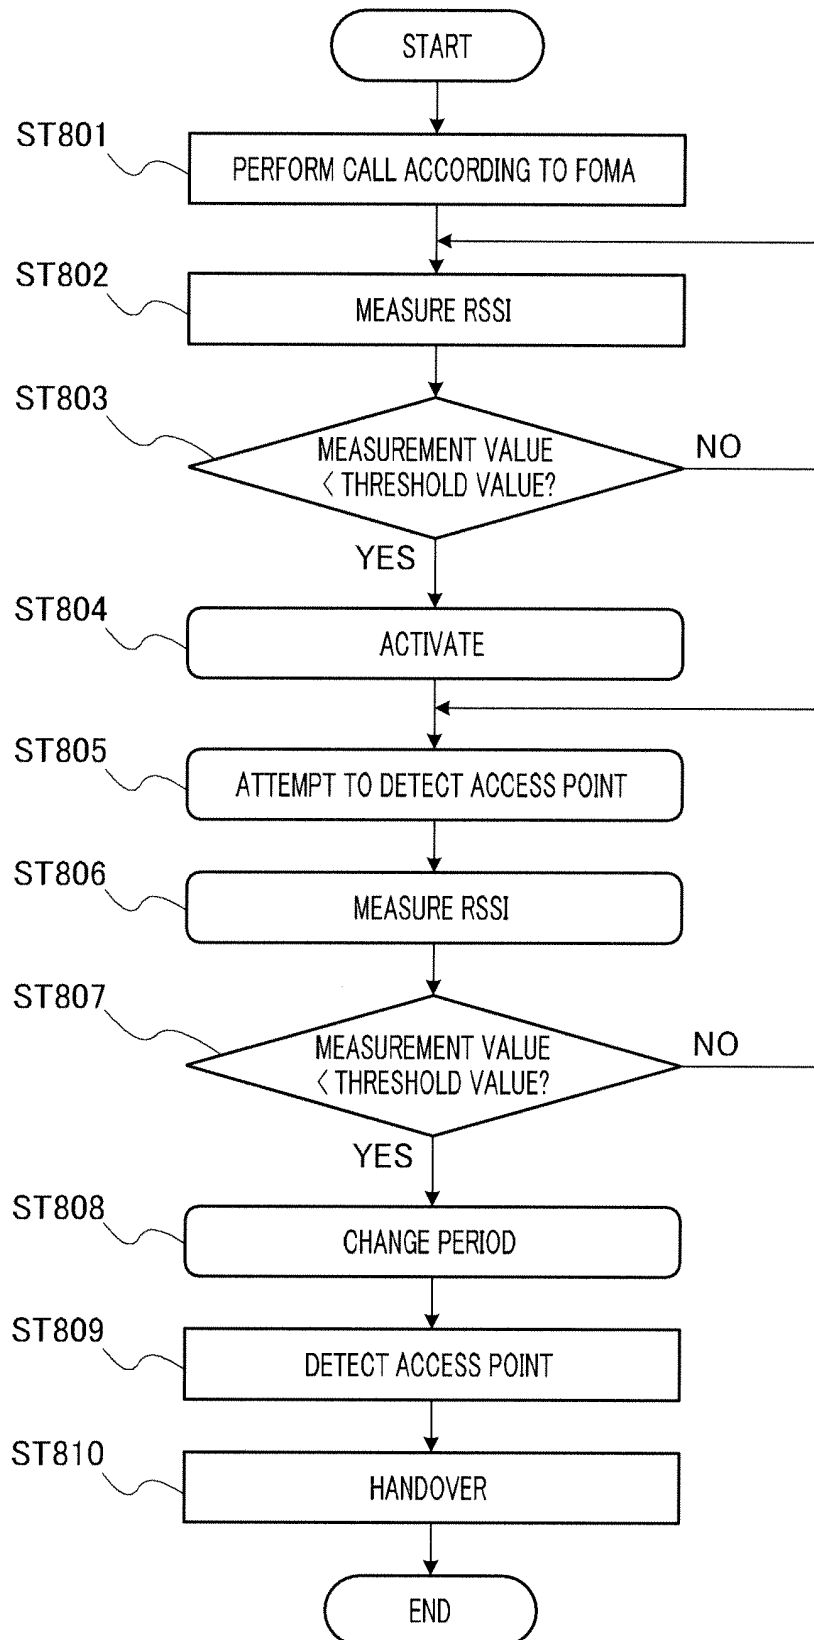 START
ST801
PERFORM CALL ACCORDING TO FOMA
ST802
MEASURE RSSI
ST803
MEASUREMENT VALUE
< THRESHOLD VALUE?
NO
YES
ST804
ACTIVATE
ST805
ATTEMPT TO DETECT ACCESS POINT
ST806
MEASURE RSSI
ST807
MEASUREMENT VALUE
< THRESHOLD VALUE?
NO
YES
ST808
CHANGE PERIOD
ST809
DETECT ACCESS POINT
ST810
HANDOVER
END